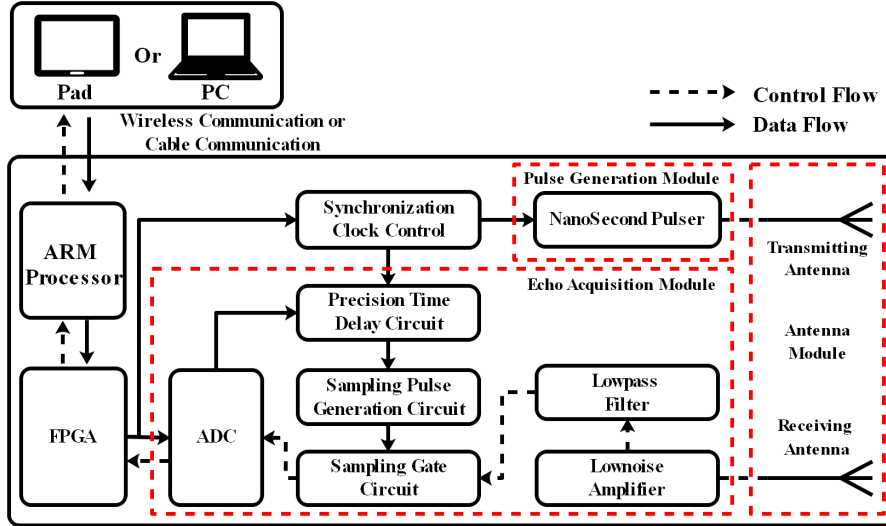 Or
Pad
PC
Wireless Communication or
Cable Communication
Control Flow
Data Flow
Pulse Generation Module
NanoSecond Pulser
Synchronization
Clock Control
Transmitting
Antenna
ARM
Processor
Echo Acquisition Module
Precision Time
Delay Circuit
Antenna
Module
Sampling Pulse
Generation Circuit
Lowpass
Filter
FPGA
ADC
Receiving
Antenna
Sampling Gate
Circuit
Lownoise
Amplifier